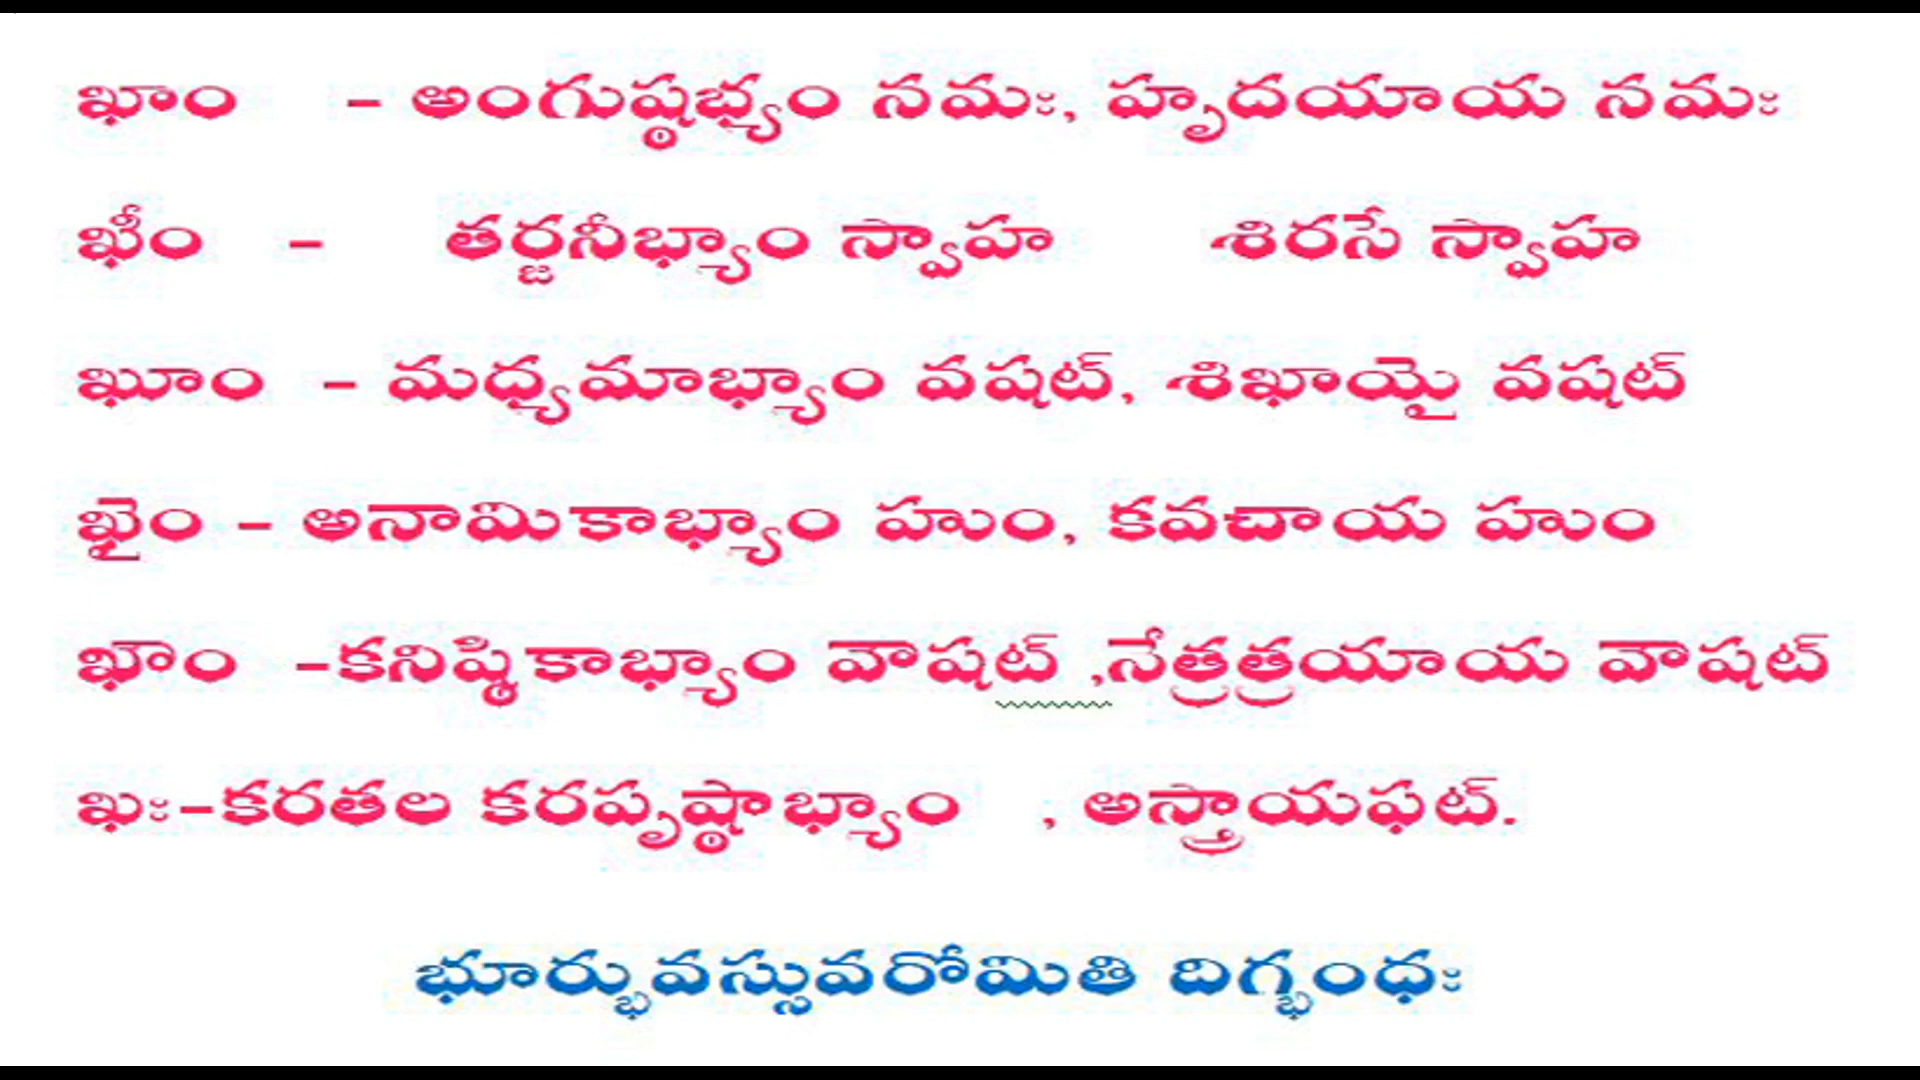 ఖాం - అంగుష్ఠభ్యం నమః, హృదయాయ నమః
ఖీం - తర్జనీభ్యాం స్వాహ శిరసే స్వాహ
ఖూం - మధ్యమాభ్యాం వషట్, శిఖాయై వషట్
ఖైం - అనామికాభ్యాం హుం, కవచాయ హుం
ఖౌం -కనిష్ఠికాభ్యాం వాషట్ ,నేత్రత్రయాయ వాషట్
ఖః-కరతల కరపృష్ఠాభ్యాం , అస్త్రాయఫట్.
భూర్భువస్సువరోమితి దిగ్భంధః